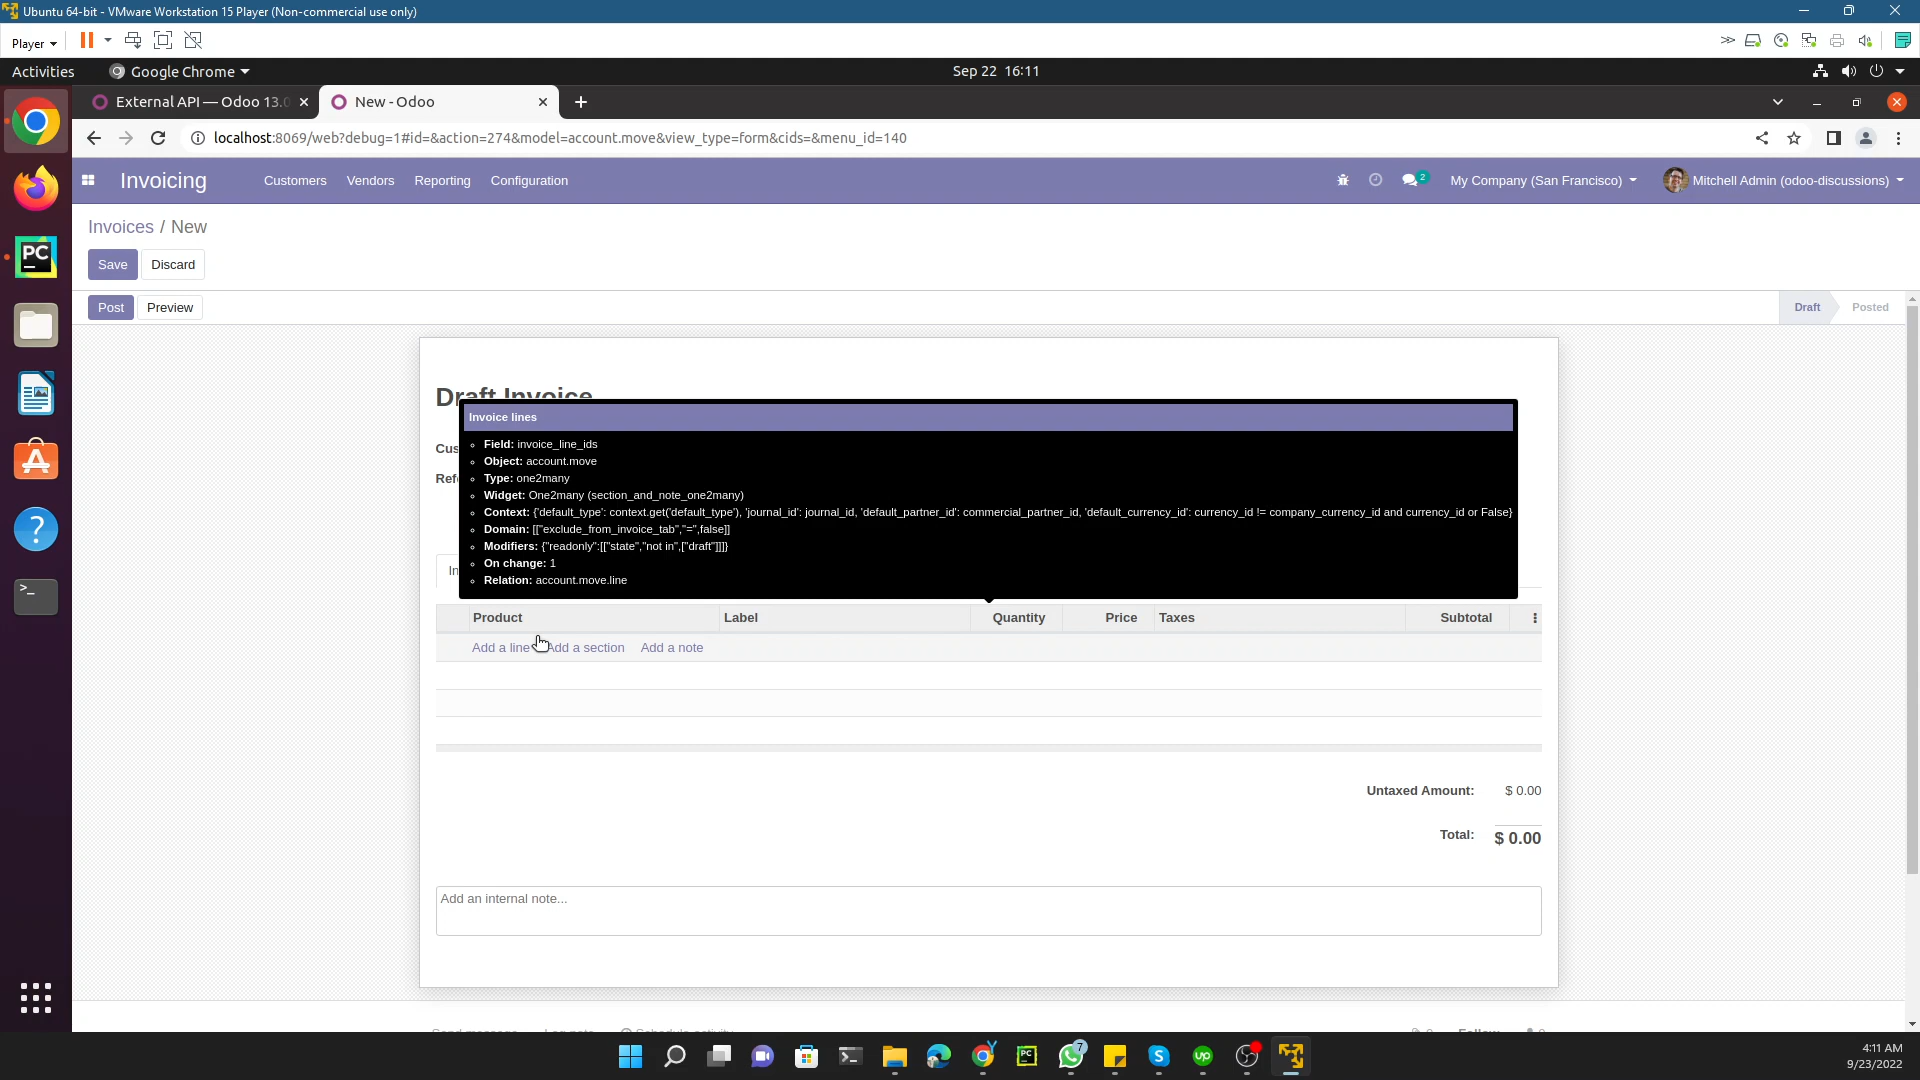 Ubuntu 64-bit - VMware Workstation 15 Player (Non-commercial use only)
Player
Activities
Google Chrome
Sep 22 16:11
External API — Odoo 13.0
New - Odoo
localhost:8069/web?debug=1#id=&action=274&model=account.move&view_type=form&cids=&menu_id=140
Invoicing
Customers
Vendors
Reporting
Configuration
2
My Company (San Francisco)
Mitchell Admin (odoo-discussions)
Invoices / New
Save
Discard
Post
Preview
Draft
Posted
Draft Invoice
Invoice lines
Cus
Refe
Field: invoice_line_ids
Object: account.move
Type: one2many
Widget: One2many (section_and_note_one2many)
Context: {'default_type': context.get('default_type'), 'journal_id': journal_id, 'default_partner_id': commercial_partner_id, 'default_currency_id': currency_id != company_currency_id and currency_id or False}
Domain: [["exclude_from_invoice_tab","=",false]]
Modifiers: {"readonly":[["state","not in",["draft"]]]}
On change: 1
Relation: account.move.line
In
Product
Label
Quantity
Price
Taxes
Subtotal
Add a line
Add a section
Add a note
Untaxed Amount: $ 0.00
Total: $ 0.00
Add an internal note...
7
4:11 AM
9/23/2022